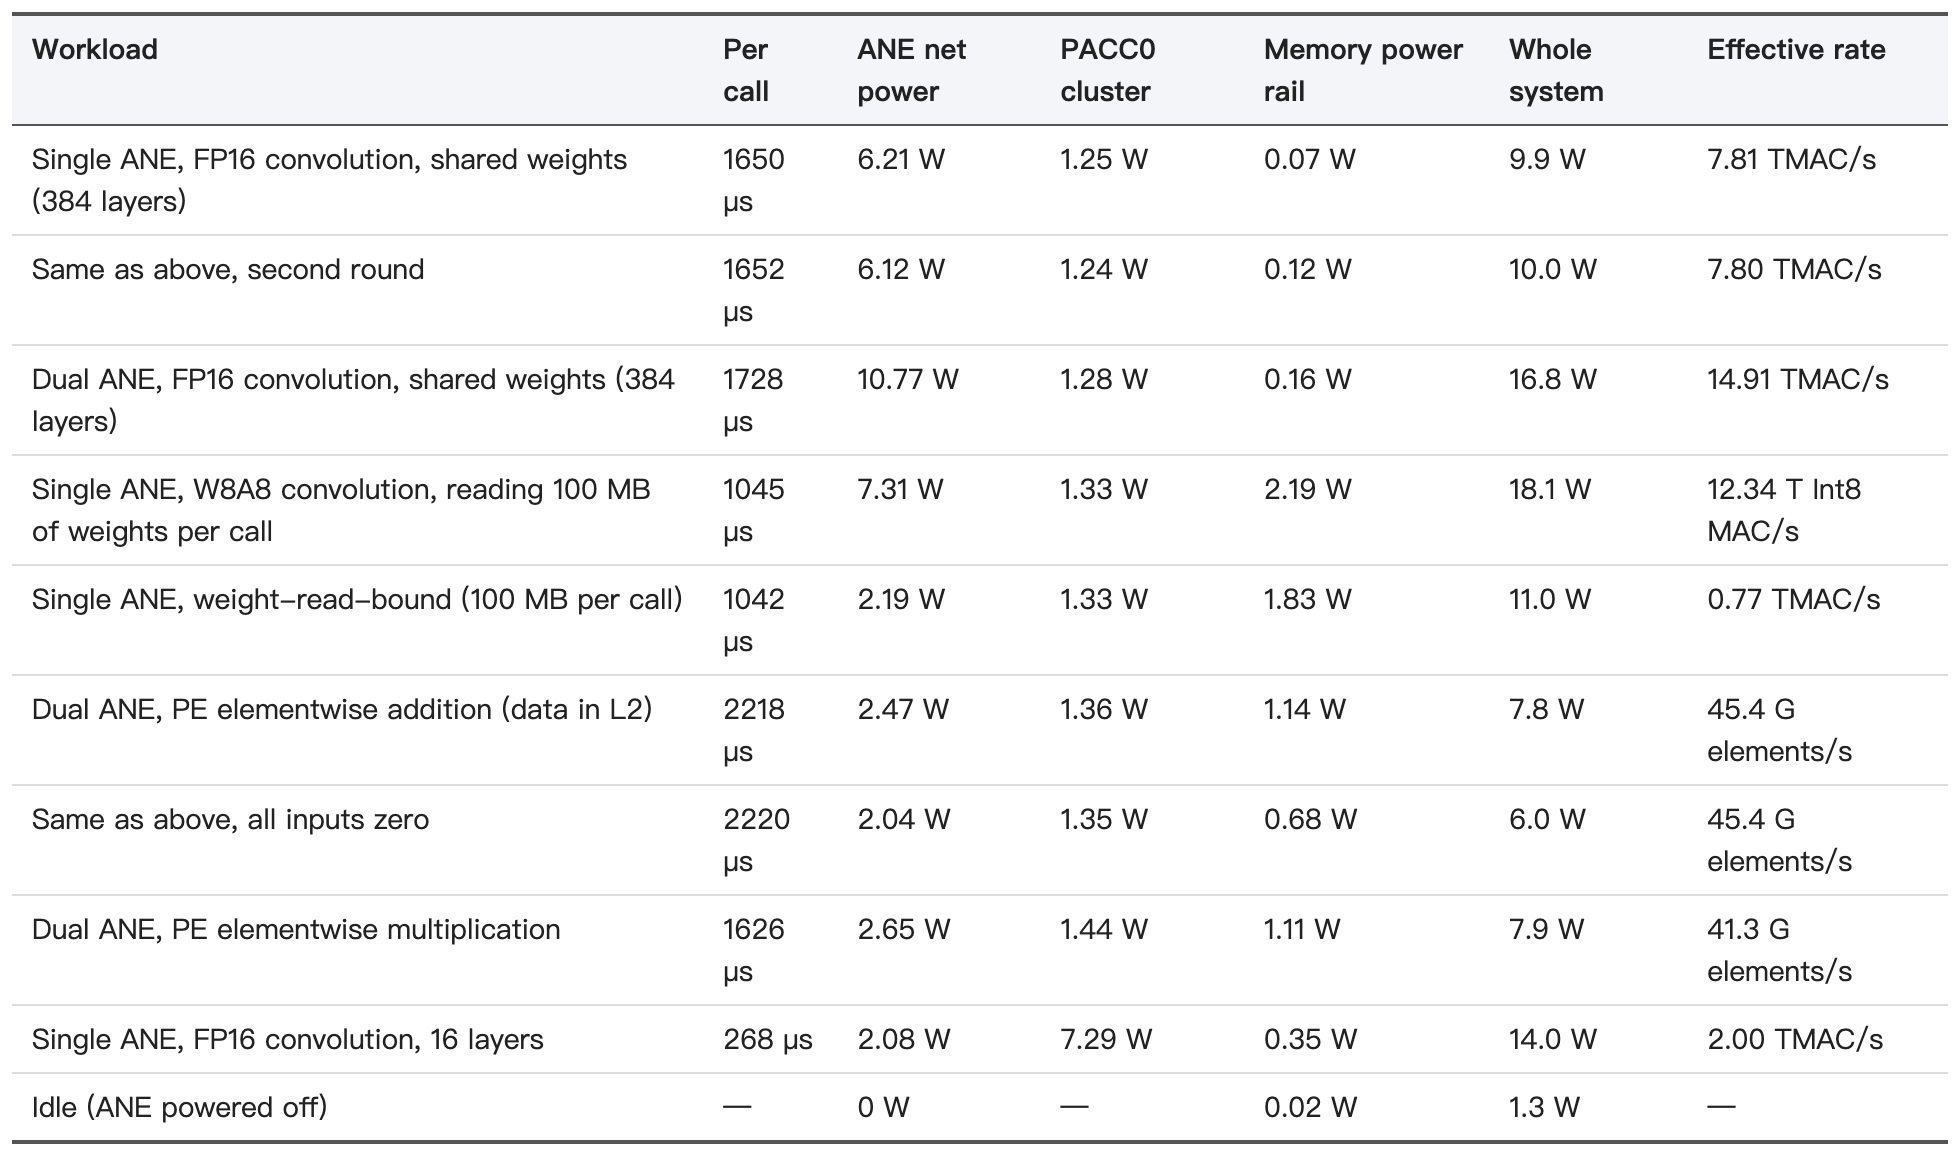 Workload | Per call | ANE net power | PACC0 cluster | Memory power rail | Whole system | Effective rate
Single ANE, FP16 convolution, shared weights (384 layers) | 1650 µs | 6.21 W | 1.25 W | 0.07 W | 9.9 W | 7.81 TMAC/s
Same as above, second round | 1652 µs | 6.12 W | 1.24 W | 0.12 W | 10.0 W | 7.80 TMAC/s
Dual ANE, FP16 convolution, shared weights (384 layers) | 1728 µs | 10.77 W | 1.28 W | 0.16 W | 16.8 W | 14.91 TMAC/s
Single ANE, W8A8 convolution, reading 100 MB of weights per call | 1045 µs | 7.31 W | 1.33 W | 2.19 W | 18.1 W | 12.34 T Int8 MAC/s
Single ANE, weight–read–bound (100 MB per call) | 1042 µs | 2.19 W | 1.33 W | 1.83 W | 11.0 W | 0.77 TMAC/s
Dual ANE, PE elementwise addition (data in L2) | 2218 µs | 2.47 W | 1.36 W | 1.14 W | 7.8 W | 45.4 G elements/s
Same as above, all inputs zero | 2220 µs | 2.04 W | 1.35 W | 0.68 W | 6.0 W | 45.4 G elements/s
Dual ANE, PE elementwise multiplication | 1626 µs | 2.65 W | 1.44 W | 1.11 W | 7.9 W | 41.3 G elements/s
Single ANE, FP16 convolution, 16 layers | 268 µs | 2.08 W | 7.29 W | 0.35 W | 14.0 W | 2.00 TMAC/s
Idle (ANE powered off) | — | 0 W | — | 0.02 W | 1.3 W | —